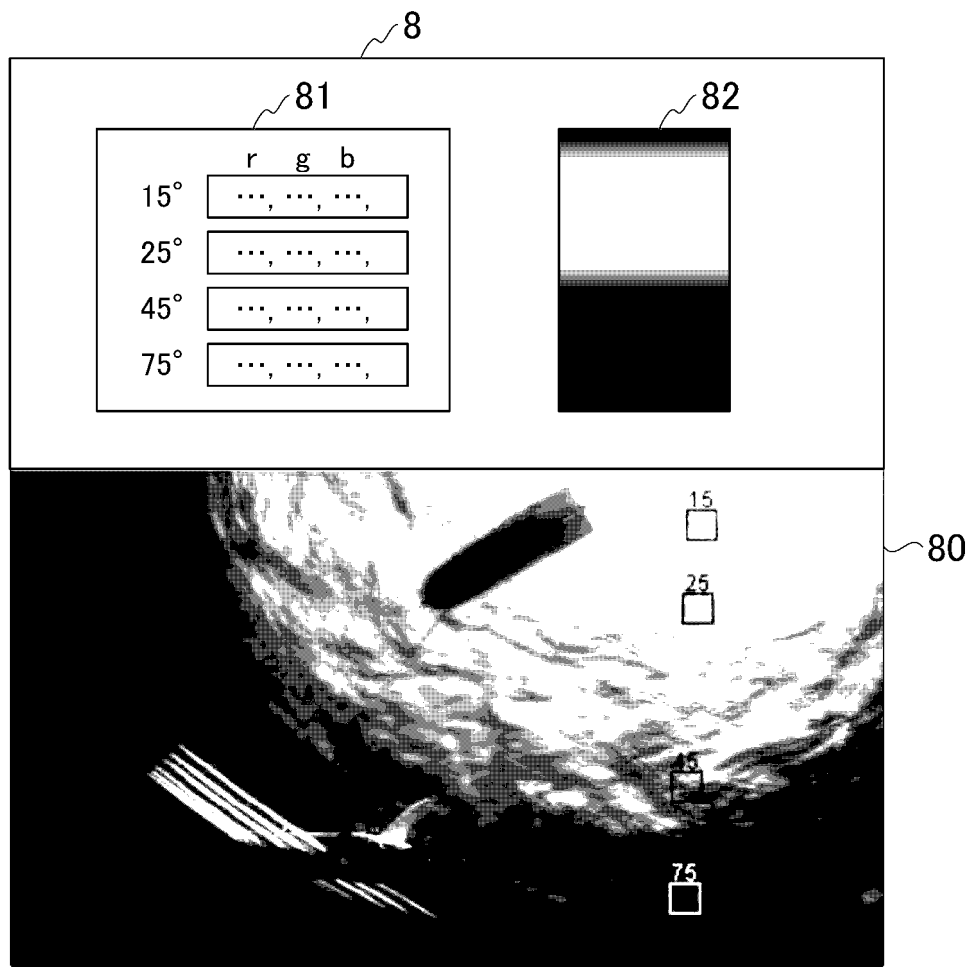 8
81
82
r g b
15° …, …, …,
25° …, …, …,
45° …, …, …,
75° …, …, …,
15
80
25
45
75